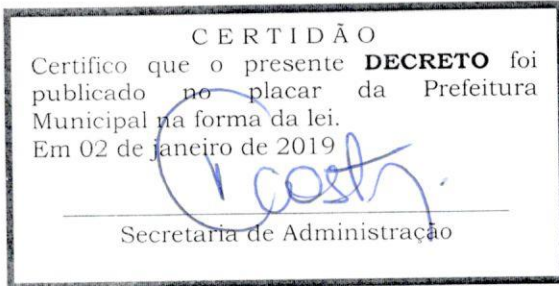 CERTIDÃO
Certifico que o presente DECRETO foi
publicado no placar da Prefeitura
Municipal na forma da lei.
Em 02 de janeiro de 2019
Costa.
Secretaria de Administração